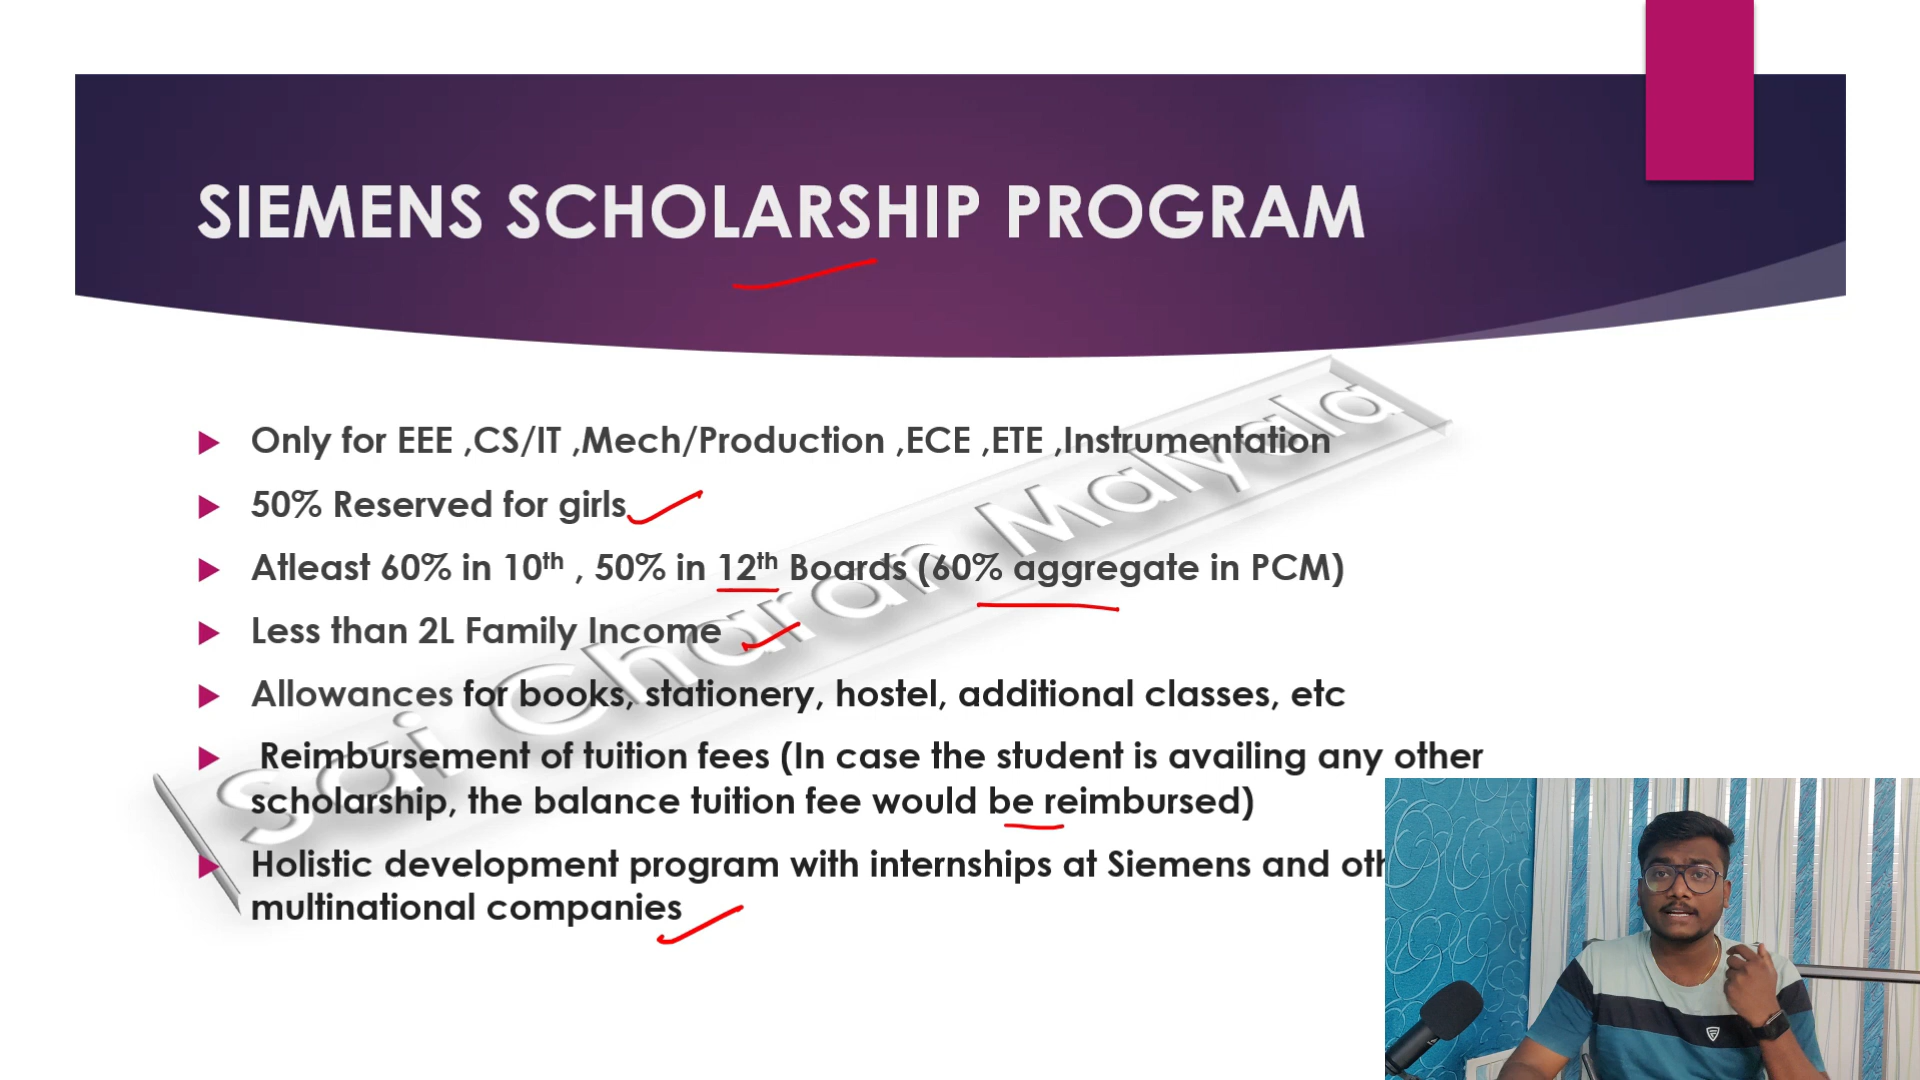 SIEMENS SCHOLARSHIP PROGRAM
Only for EEE ,CS/IT ,Mech/Production ,ECE ,ETE ,Instrumentation
50% Reserved for girls
Atleast 60% in 10th , 50% in 12th Boards (60% aggregate in PCM)
Less than 2L Family Income
Allowances for books, stationery, hostel, additional classes, etc
Reimbursement of tuition fees (In case the student is availing any other
scholarship, the balance tuition fee would be reimbursed)
Holistic development program with internships at Siemens and oth
multinational companies
Sai Charan Malyala